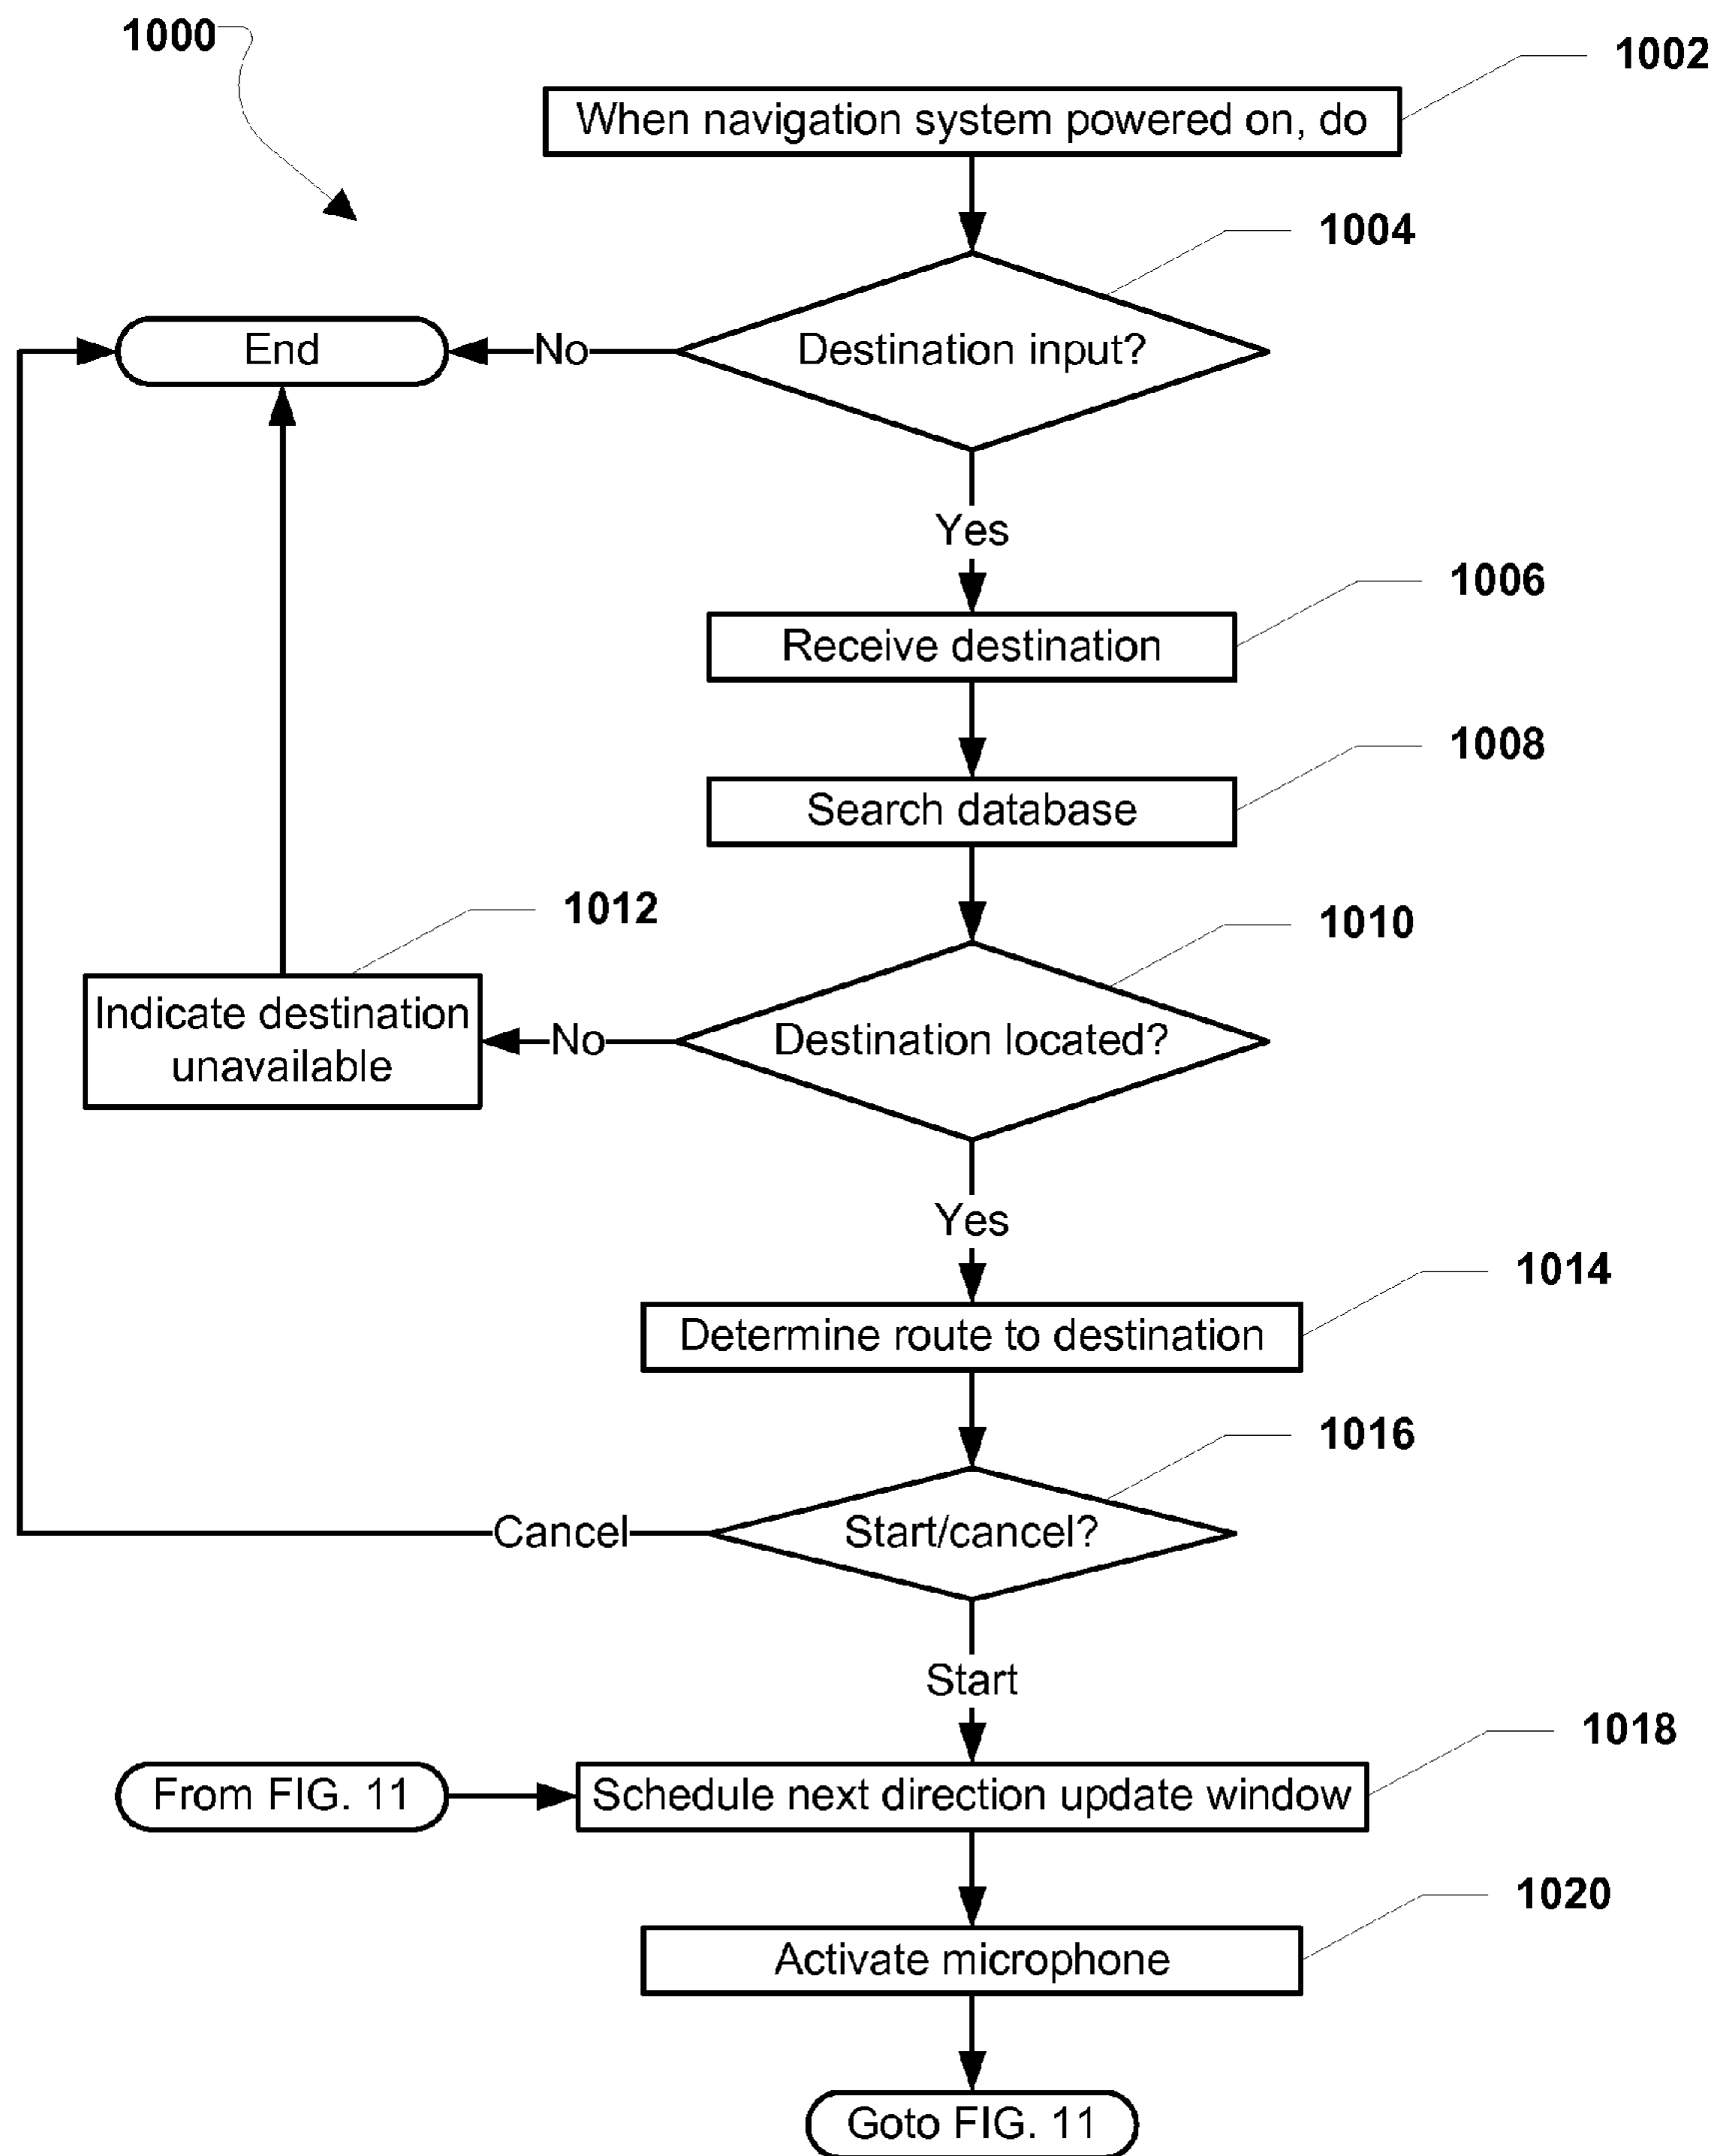 1000
1002
When navigation system powered on, do
1004
End
No
Destination input?
Yes
1006
Receive destination
1008
Search database
1012
1010
Indicate destination
unavailable
No
Destination located?
Yes
1014
Determine route to destination
1016
Cancel
Start/cancel?
Start
1018
From FIG. 11
Schedule next direction update window
1020
Activate microphone
Goto FIG. 11